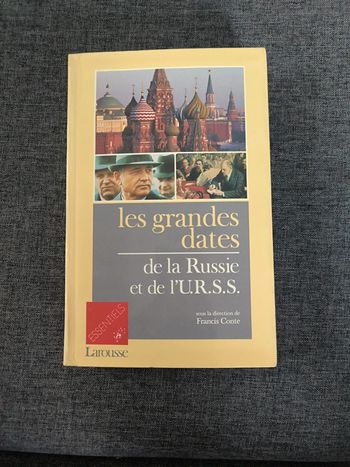 les grandes
dates
de la Russie
et de l'U.R.S.S.
sous la direction de
Francis Conte
ESSENTIELS
Larousse